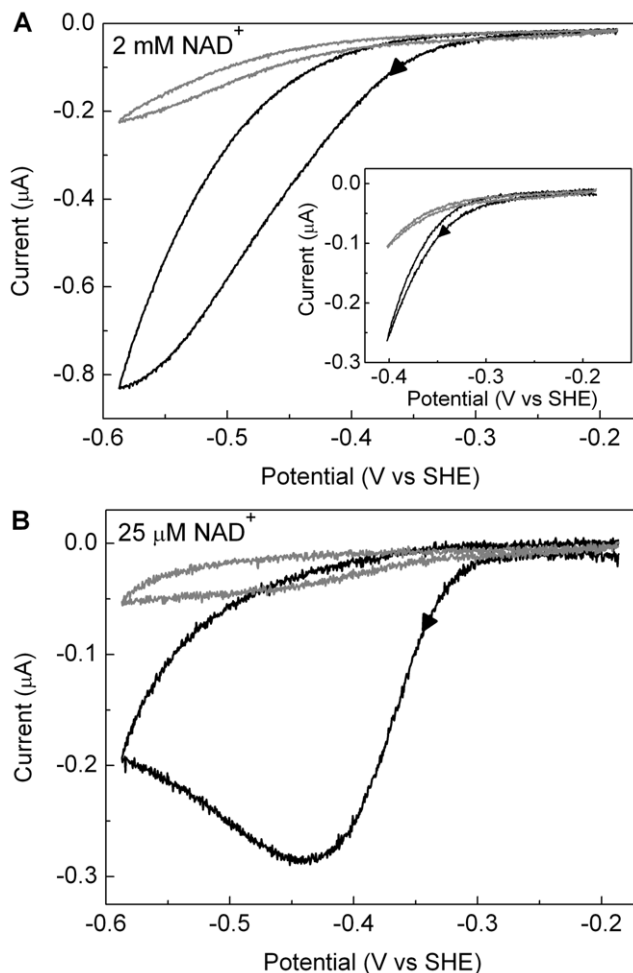 A
2 mM NAD⁺
0.0
-0.2
-0.4
-0.6
-0.8
Current (μA)
-0.6 -0.5 -0.4 -0.3 -0.2
Potential (V vs SHE)
0.0
-0.1
-0.2
-0.3
Current (μA)
-0.4 -0.3 -0.2
Potential (V vs SHE)
B
25 μM NAD⁺
0.0
-0.1
-0.2
-0.3
Current (μA)
-0.6 -0.5 -0.4 -0.3 -0.2
Potential (V vs SHE)